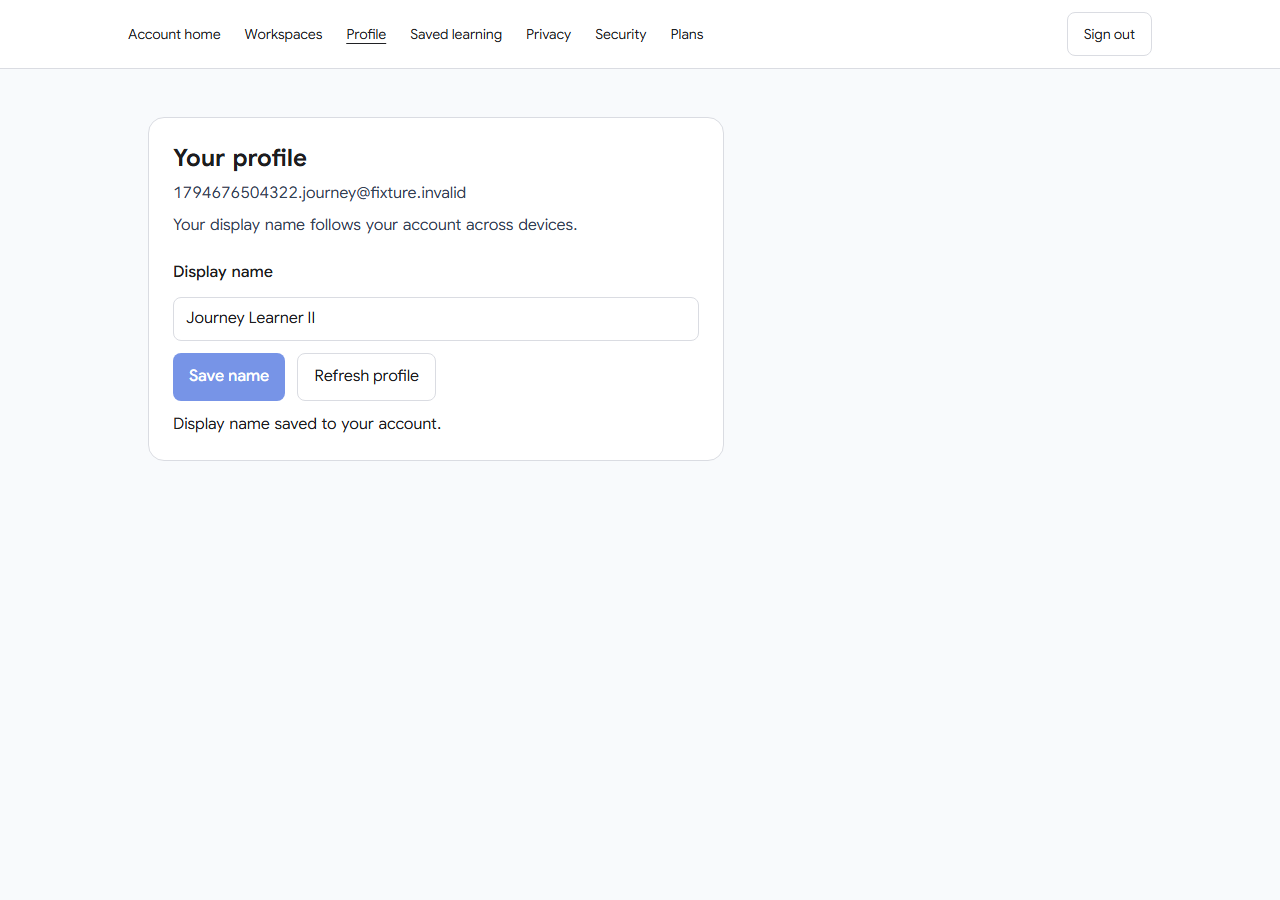 Account home Workspaces Profile Saved learning Privacy Security Plans Sign out
Your profile
1794676504322.journey@fixture.invalid
Your display name follows your account across devices.
Display name
Journey Learner II
Save name Refresh profile
Display name saved to your account.